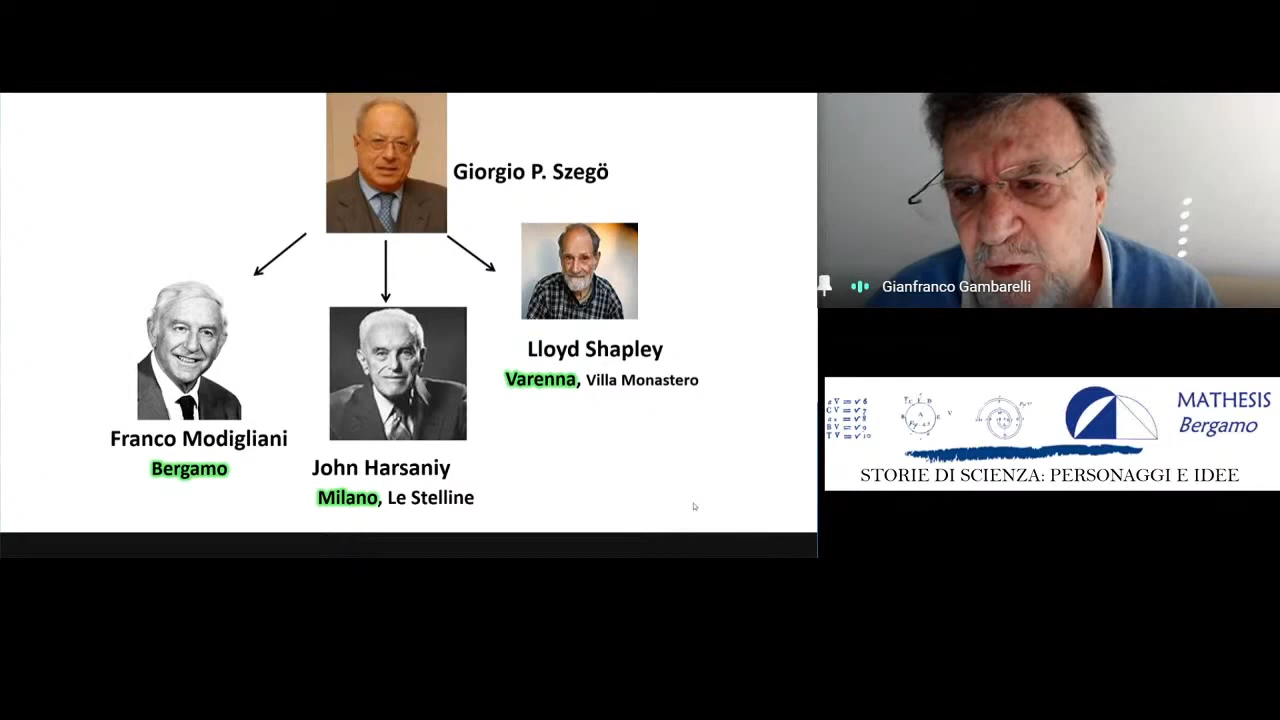 Giorgio P. Szegö
Lloyd Shapley
Varenna, Villa Monastero
Franco Modigliani
Bergamo
John Harsaniy
Milano, Le Stelline
Gianfranco Gambarelli
MATHESIS
Bergamo
STORIE DI SCIENZA: PERSONAGGI E IDEE